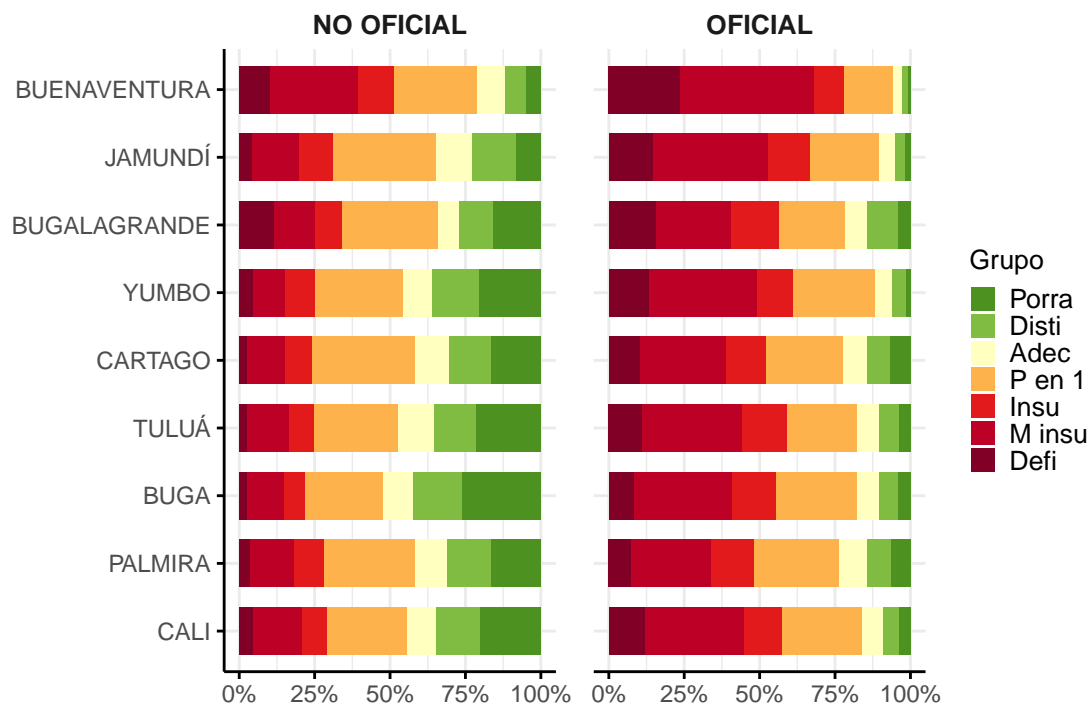 NO OFICIAL OFICIAL
BUENAVENTURA
JAMUNDÍ
BUGALAGRANDE
YUMBO
CARTAGO
TULUÁ
BUGA
PALMIRA
CALI
0% 25% 50% 75% 100% 0% 25% 50% 75% 100%
Grupo
Porra
Disti
Adec
P en 1
Insu
M insu
Defi